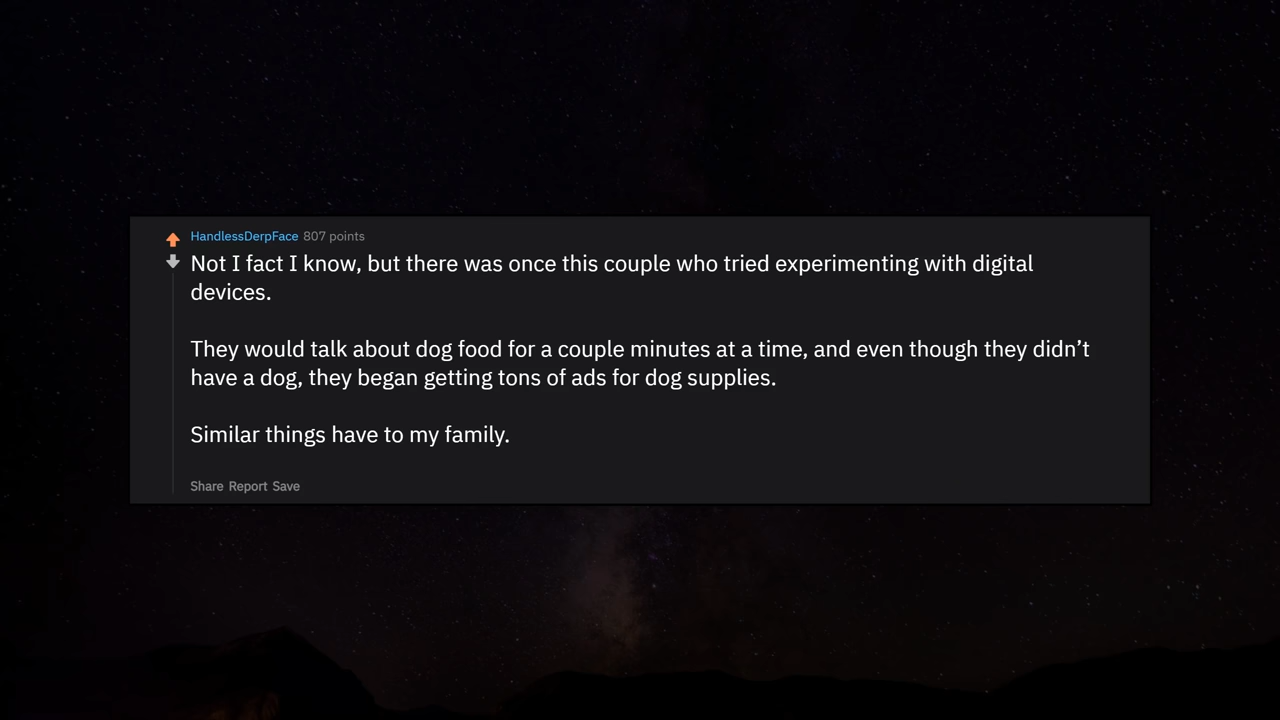 HandlessDerpFace 807 points
Not I fact I know, but there was once this couple who tried experimenting with digital
devices.
They would talk about dog food for a couple minutes at a time, and even though they didn’t
have a dog, they began getting tons of ads for dog supplies.
Similar things have to my family.
Share Report Save